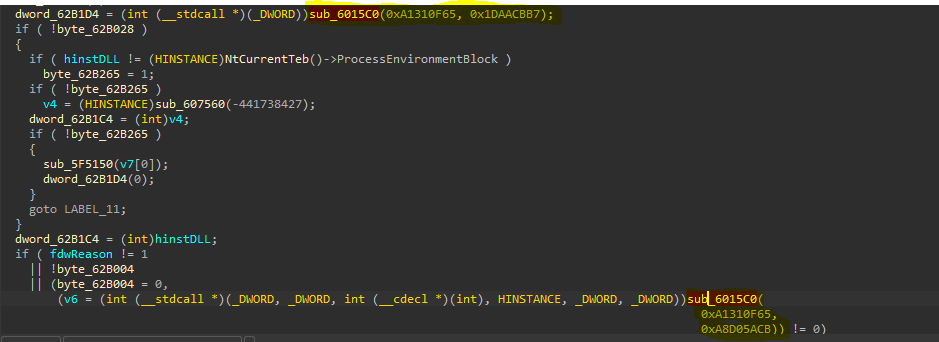 dword_62B1D4 = (int (__stdcall *)(_DWORD))sub_6015C0(0xA1310F65, 0x1DAACBB7);
if ( !byte_62B028 )
{
if ( hinstDLL != (HINSTANCE)NtCurrentTeb()->ProcessEnvironmentBlock )
byte_62B265 = 1;
if ( !byte_62B265 )
v4 = (HINSTANCE)sub_607560(-441738427);
dword_62B1C4 = (int)v4;
if ( !byte_62B265 )
{
sub_5F5150(v7[0]);
dword_62B1D4(0);
}
goto LABEL_11;
}
dword_62B1C4 = (int)hinstDLL;
if ( fdwReason != 1
|| !byte_62B004
|| (byte_62B004 = 0,
(v6 = (int (__stdcall *)(_DWORD, _DWORD, int (__cdecl *)(int), HINSTANCE, _DWORD, _DWORD))sub_6015C0(
0xA1310F65,
0xA8D05ACB)) != 0)